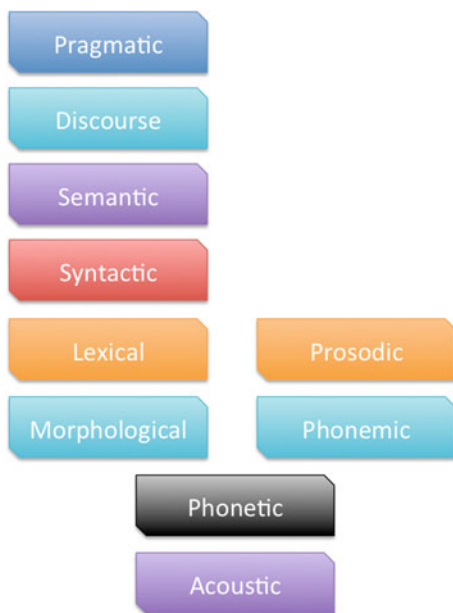 Pragmatic
Discourse
Semantic
Syntactic
Lexical
Prosodic
Morphological
Phonemic
Phonetic
Acoustic